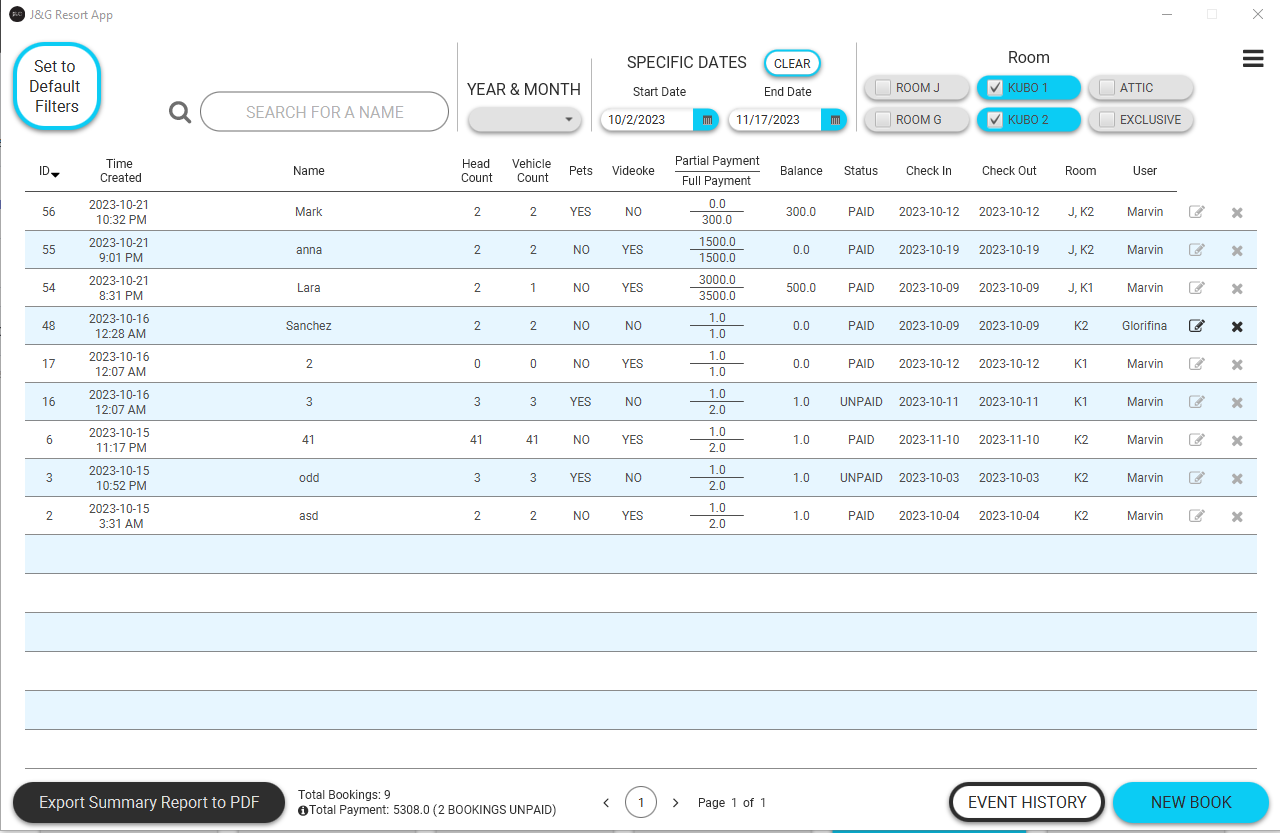 J&G Resort App
Set to
Default
Filters
SEARCH FOR A NAME
YEAR & MONTH
SPECIFIC DATES CLEAR
Start Date End Date
10/2/2023 11/17/2023
Room
ROOM J KUBO 1 ATTIC
ROOM G KUBO 2 EXCLUSIVE
ID Time Created Name Head Count Vehicle Count Pets Videoke Partial Payment Full Payment Balance Status Check In Check Out Room User
56 2023-10-21 10:32 PM Mark 2 2 YES NO 0.0 300.0 300.0 PAID 2023-10-12 2023-10-12 J, K2 Marvin
55 2023-10-21 9:01 PM anna 2 2 NO YES 1500.0 1500.0 0.0 PAID 2023-10-19 2023-10-19 J, K2 Marvin
54 2023-10-21 8:31 PM Lara 2 1 NO YES 3000.0 3500.0 500.0 PAID 2023-10-09 2023-10-09 J, K1 Marvin
48 2023-10-16 12:28 AM Sanchez 2 2 NO NO 1.0 1.0 0.0 PAID 2023-10-09 2023-10-09 K2 Glorifina
17 2023-10-16 12:07 AM 2 0 0 NO YES 1.0 1.0 0.0 PAID 2023-10-12 2023-10-12 K1 Marvin
16 2023-10-16 12:07 AM 3 3 3 YES NO 1.0 2.0 1.0 UNPAID 2023-10-11 2023-10-11 K1 Marvin
6 2023-10-15 11:17 PM 41 41 41 NO YES 1.0 2.0 1.0 PAID 2023-11-10 2023-11-10 K2 Marvin
3 2023-10-15 10:52 PM odd 3 3 YES NO 1.0 2.0 1.0 UNPAID 2023-10-03 2023-10-03 K2 Marvin
2 2023-10-15 3:31 AM asd 2 2 NO YES 1.0 2.0 1.0 PAID 2023-10-04 2023-10-04 K2 Marvin
Export Summary Report to PDF
Total Bookings: 9
Total Payment: 5308.0 (2 BOOKINGS UNPAID)
1 Page 1 of 1
EVENT HISTORY
NEW BOOK